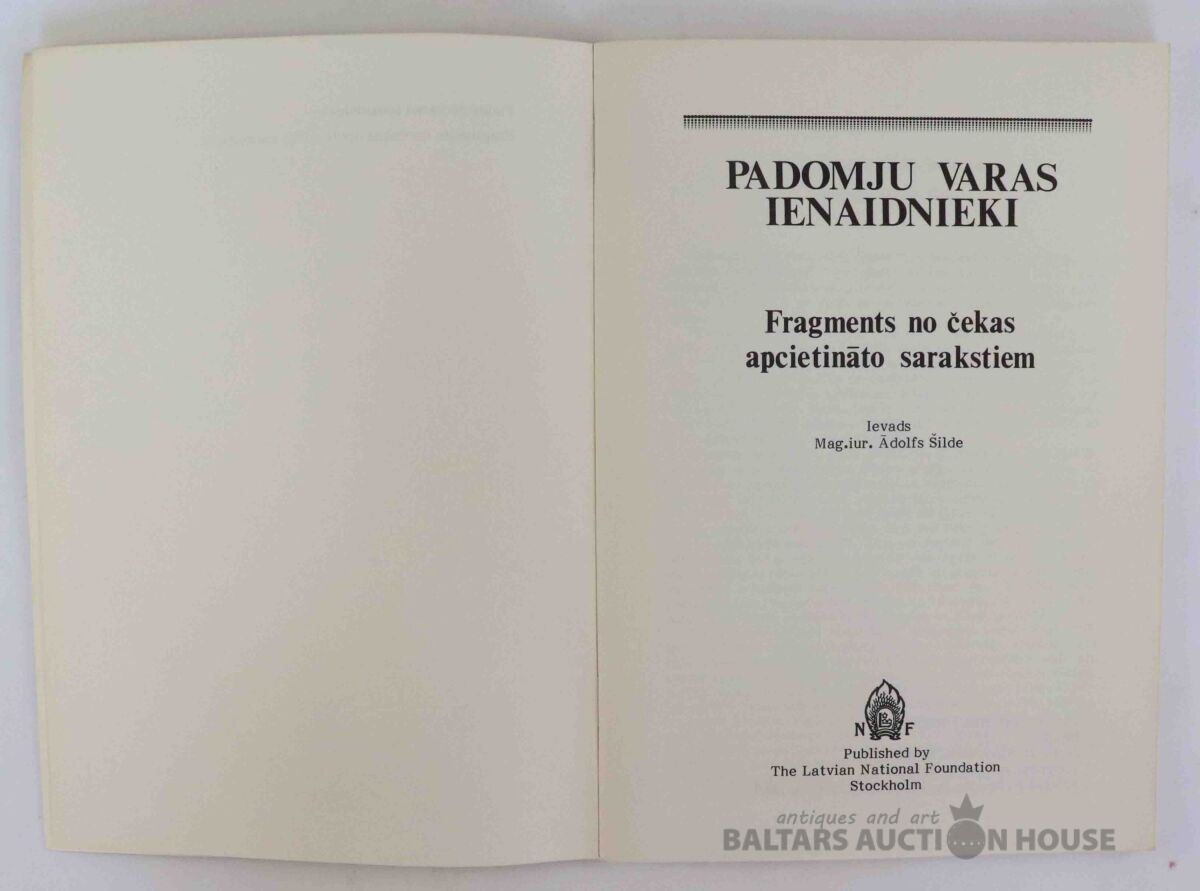 PADOMJU VARAS
IENAIDNIEKI
Fragments no čekas
apcietināto sarakstiem
Ievads
Mag.iur. Ādolfs Šilde
N F
Published by
The Latvian National Foundation
Stockholm
antiques and art
BALTARS AUCTION HOUSE